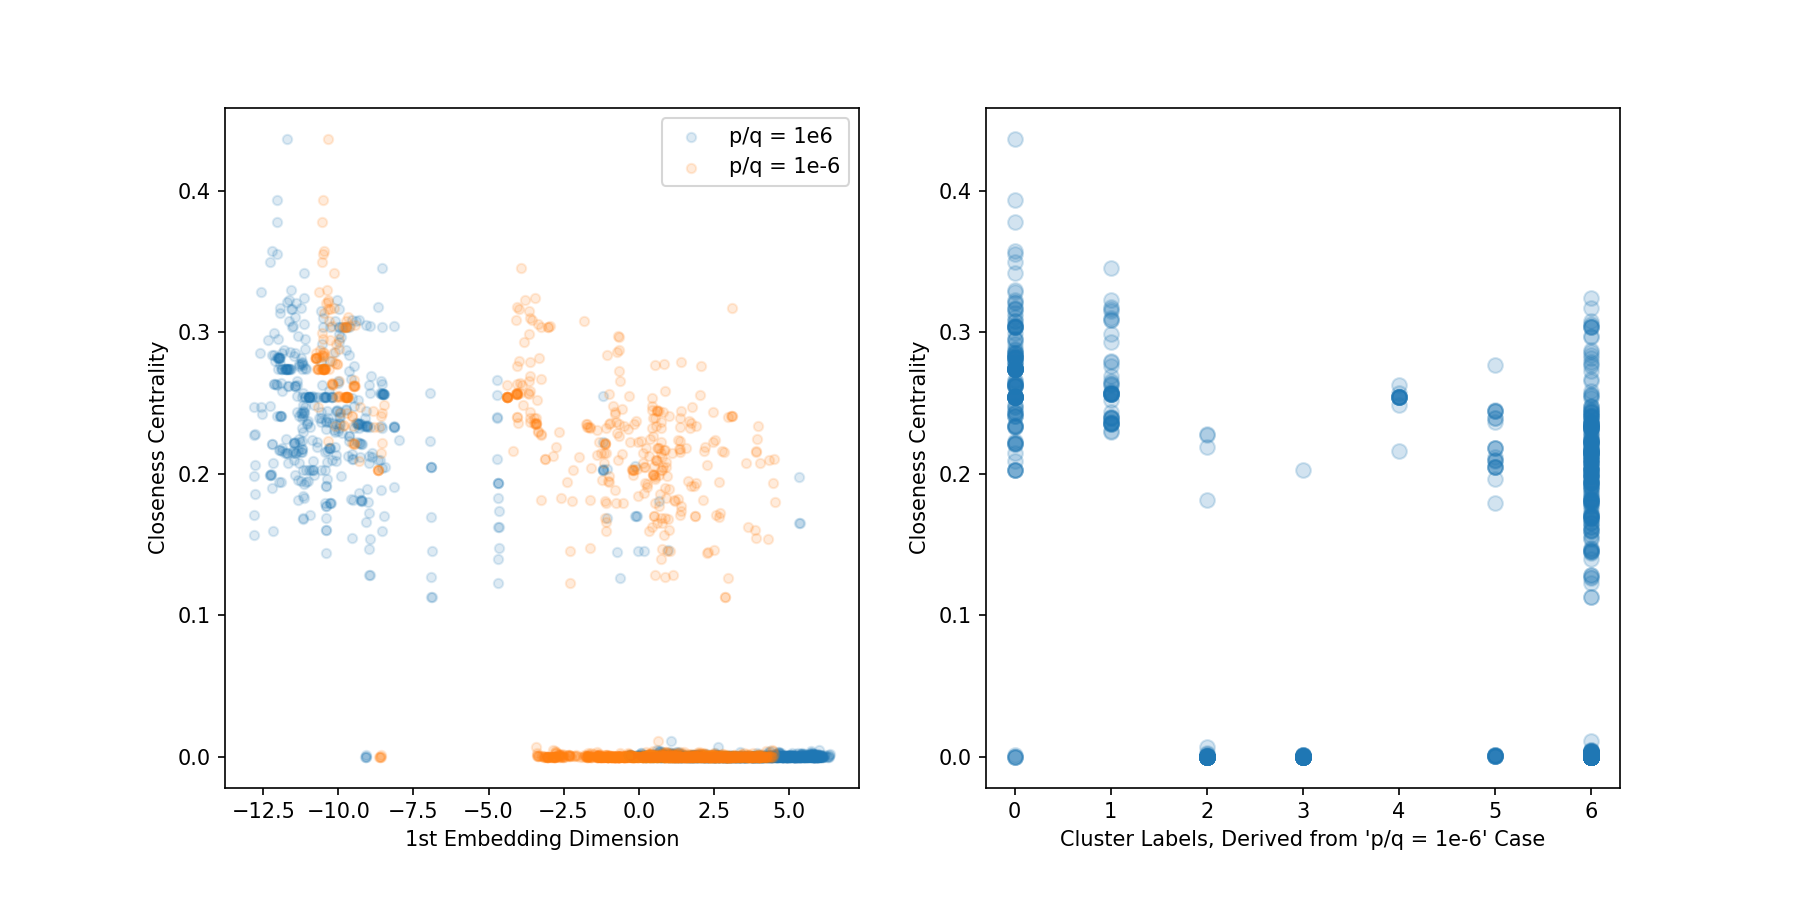 p/q = 1e6
p/q = 1e-6
Closeness Centrality
0.4
0.3
0.2
0.1
0.0
−12.5 −10.0 −7.5 −5.0 −2.5 0.0 2.5 5.0
1st Embedding Dimension
Closeness Centrality
0.4
0.3
0.2
0.1
0.0
0 1 2 3 4 5 6
Cluster Labels, Derived from 'p/q = 1e-6' Case